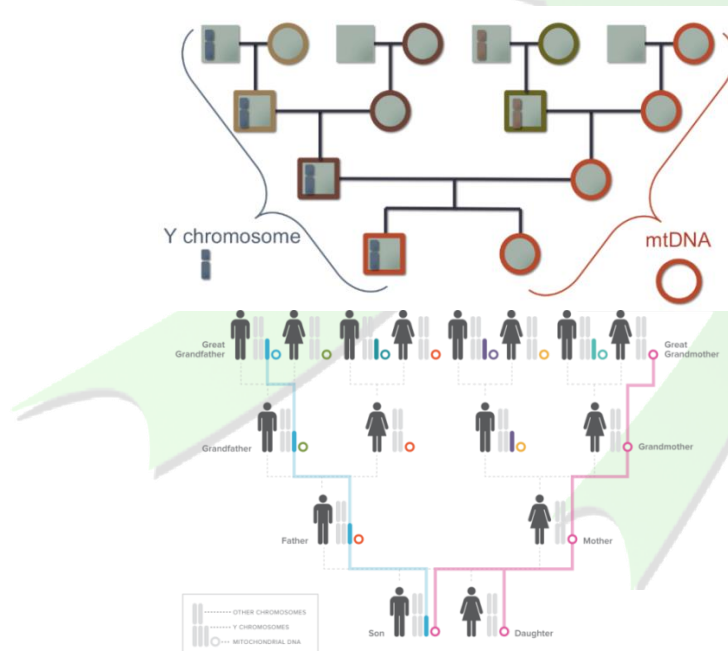 Y chromosome
mtDNA
Great
Grandfather
Great
Grandmother
Grandfather
Grandmother
Father
Mother
Son
Daughter
OTHER CHROMOSOMES
Y CHROMOSOMES
MITOCHONDRIAL DNA